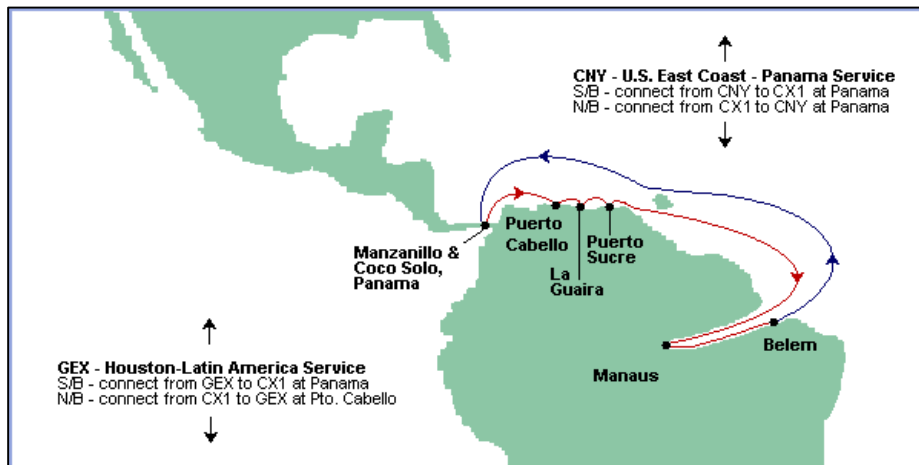 CNY - U.S. East Coast - Panama Service
S/B - connect from CNY to CX1 at Panama
N/B - connect from CX1 to CNY at Panama
Manzanillo &
Coco Solo,
Panama
Puerto
Cabello
La
Guaira
Puerto
Sucre
Manaus
Belem
GEX - Houston-Latin America Service
S/B - connect from GEX to CX1 at Panama
N/B - connect from CX1 to GEX at Pto. Cabello